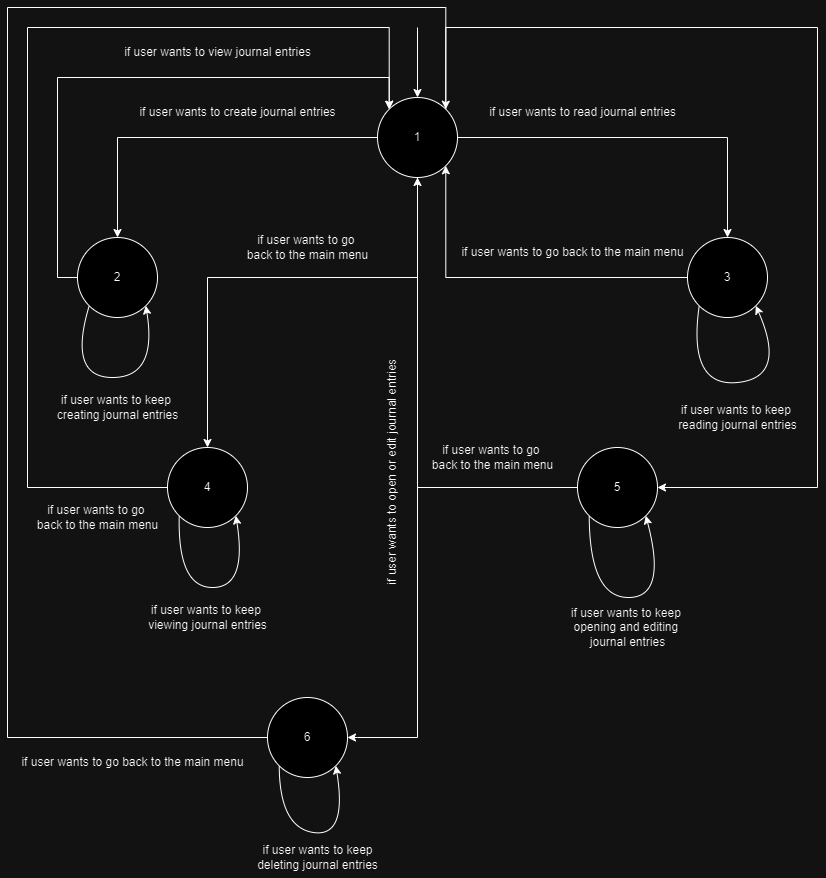 if user wants to view journal entries
if user wants to create journal entries
if user wants to read journal entries
1
if user wants to go
back to the main menu
if user wants to go back to the main menu
2
3
if user wants to keep
creating journal entries
if user wants to keep
reading journal entries
if user wants to open or edit journal entries
if user wants to go
back to the main menu
4
5
if user wants to go
back to the main menu
if user wants to keep
viewing journal entries
if user wants to keep
opening and editing
journal entries
6
if user wants to go back to the main menu
if user wants to keep
deleting journal entries